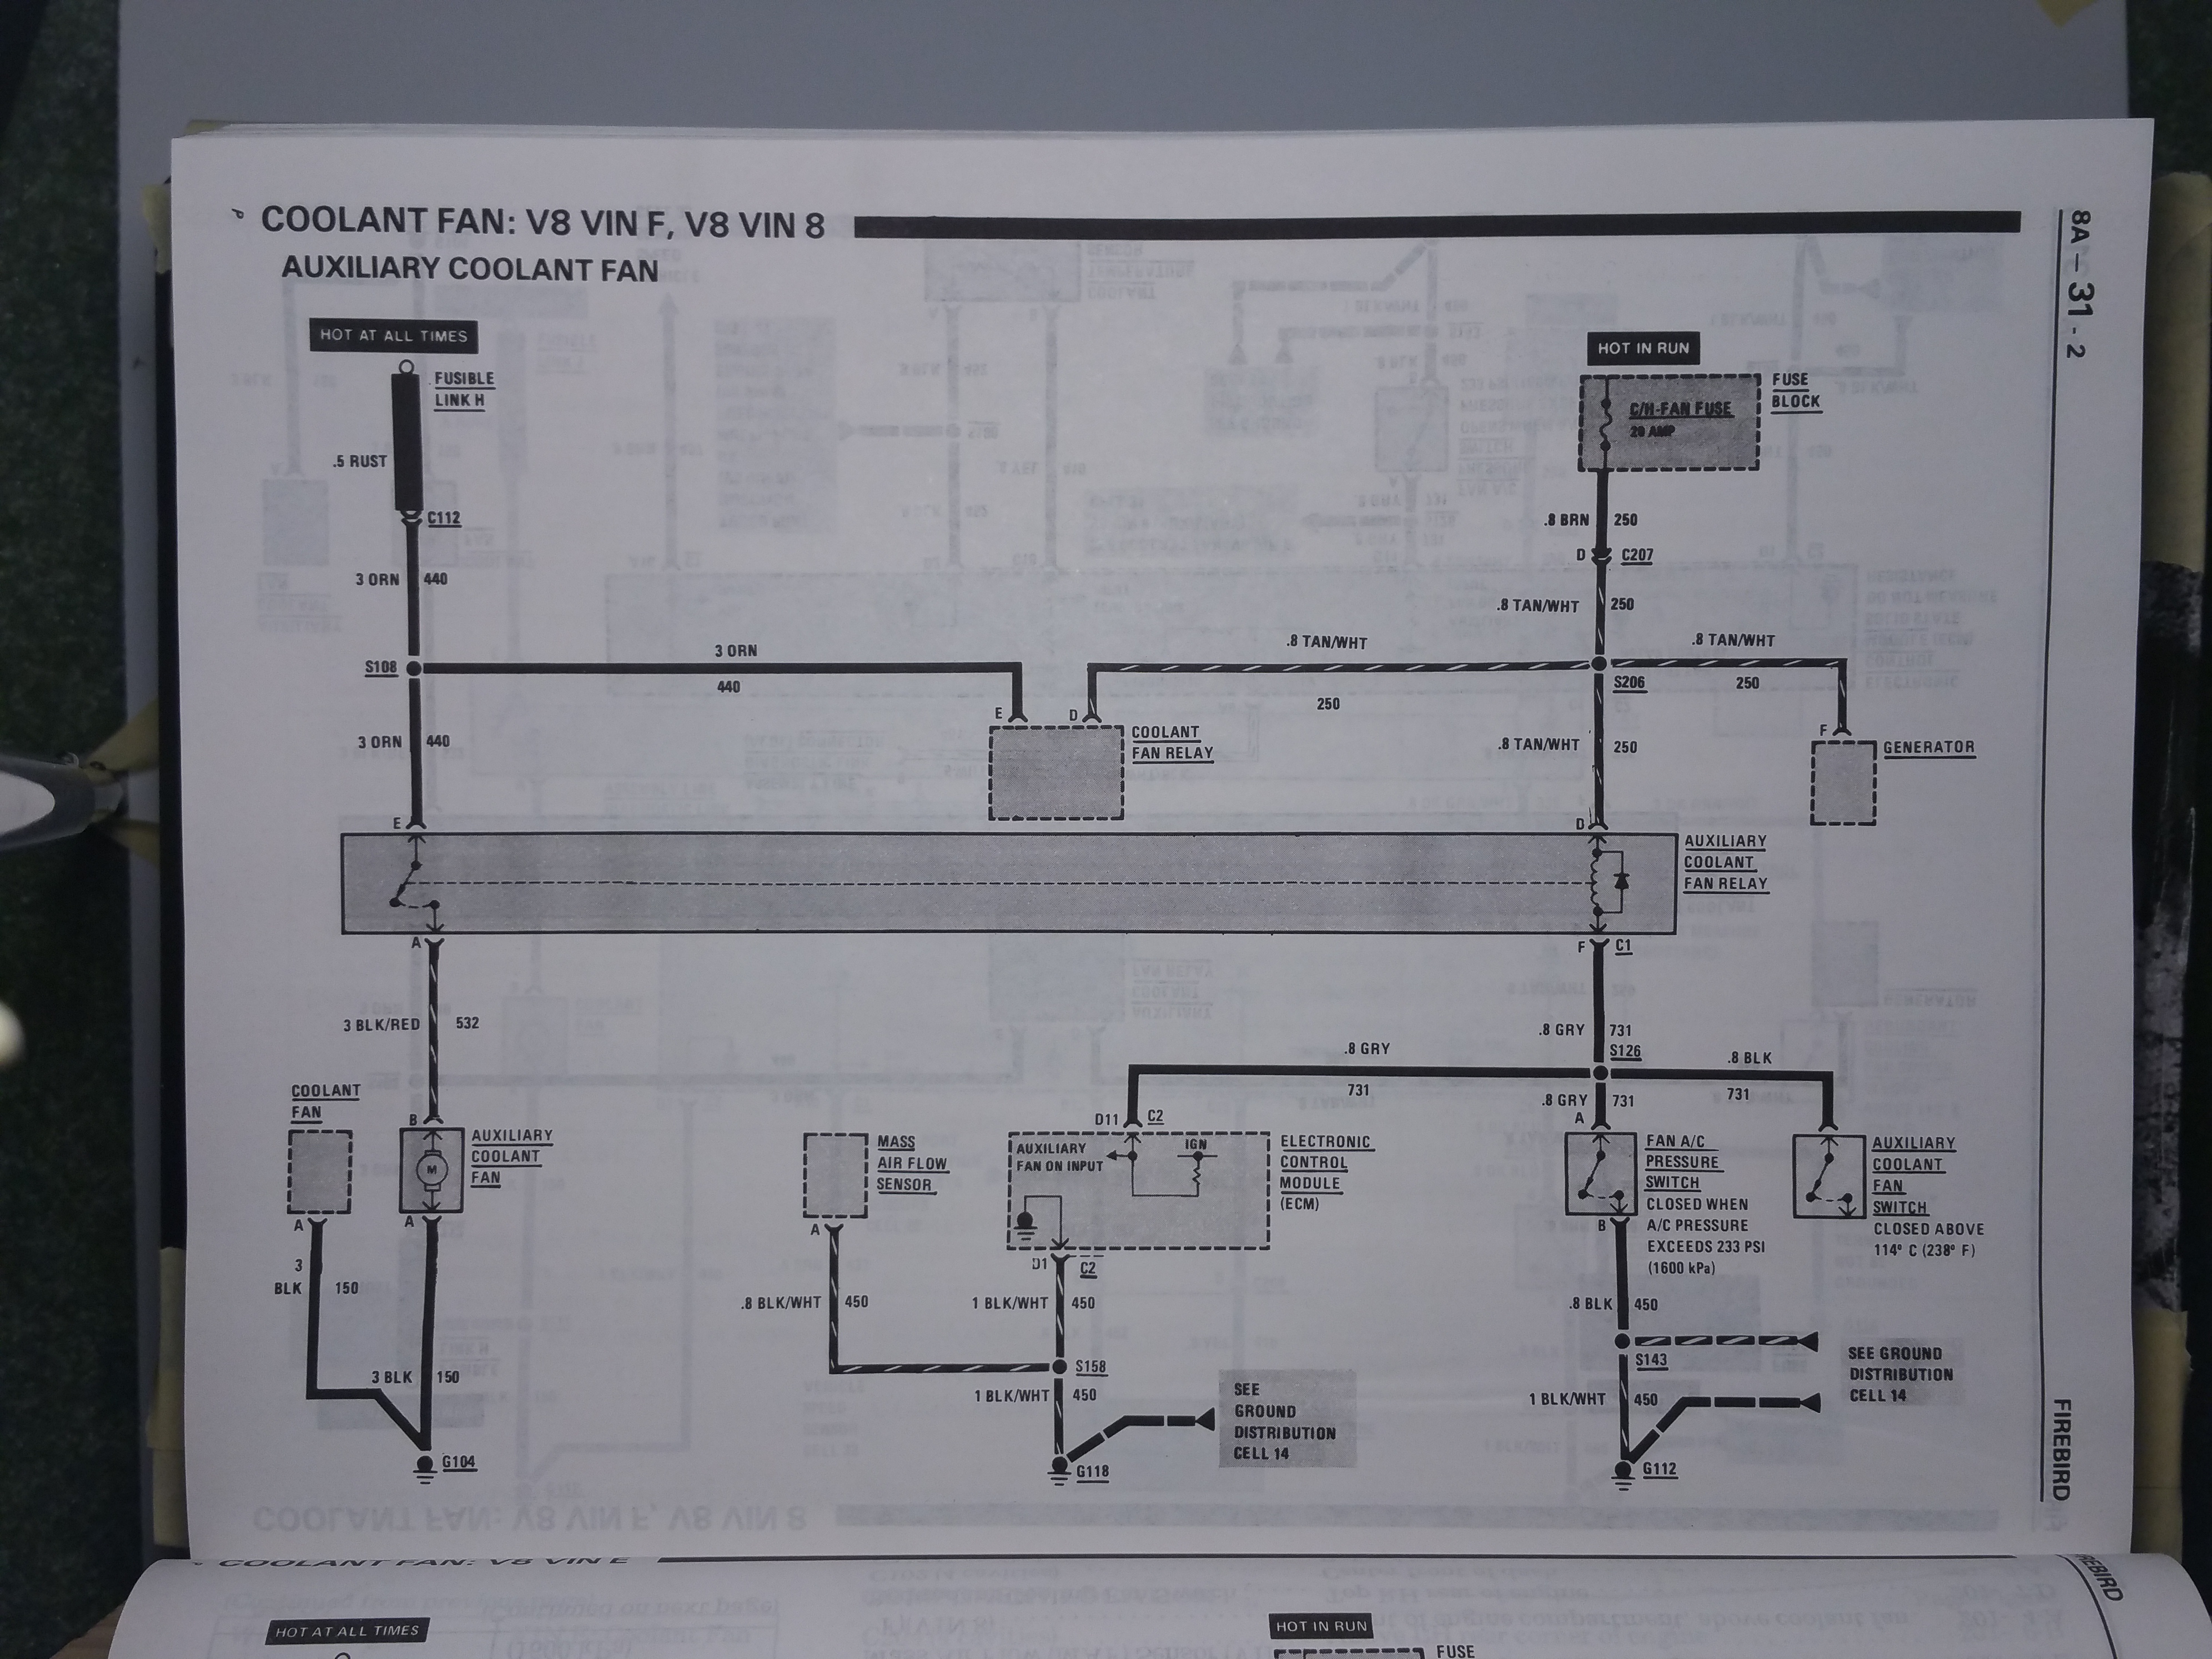 COOLANT FAN: V8 VIN F, V8 VIN 8
AUXILIARY COOLANT FAN
8A – 31 - 2
HOT AT ALL TIMES
FUSIBLE
LINK H
.5 RUST
C112
3 ORN 440
S108
3 ORN
440
3 ORN 440
E
HOT IN RUN
C/H-FAN FUSE
20 AMP
FUSE
BLOCK
.8 BRN 250
D C207
.8 TAN/WHT 250
.8 TAN/WHT
250
S206
.8 TAN/WHT
250
E D
COOLANT
FAN RELAY
.8 TAN/WHT 250
F
GENERATOR
D
AUXILIARY
COOLANT
FAN RELAY
A
F C1
3 BLK/RED 532
.8 GRY 731
S126
.8 GRY
731
.8 BLK
731
.8 GRY 731
COOLANT
FAN
B
M
AUXILIARY
COOLANT
FAN
A
A
3
BLK 150
3 BLK 150
G104
MASS
AIR FLOW
SENSOR
A
.8 BLK/WHT 450
D11 C2
AUXILIARY
FAN ON INPUT
IGN
ELECTRONIC
CONTROL
MODULE
(ECM)
D1 C2
1 BLK/WHT 450
S158
1 BLK/WHT 450
G118
SEE
GROUND
DISTRIBUTION
CELL 14
A
FAN A/C
PRESSURE
SWITCH
CLOSED WHEN
A/C PRESSURE
EXCEEDS 233 PSI
(1600 kPa)
B
AUXILIARY
COOLANT
FAN
SWITCH
CLOSED ABOVE
114° C (238° F)
.8 BLK 450
S143
1 BLK/WHT 450
G112
SEE GROUND
DISTRIBUTION
CELL 14
FIREBIRD
COOLANT FAN: V8 VIN F
HOT AT ALL TIMES
HOT IN RUN
FUSE